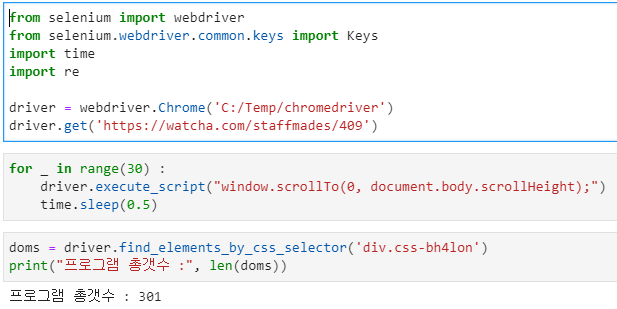 from selenium import webdriver
from selenium.webdriver.common.keys import Keys
import time
import re
driver = webdriver.Chrome('C:/Temp/chromedriver')
driver.get('https://watcha.com/staffmades/409')
for _ in range(30) :
    driver.execute_script("window.scrollTo(0, document.body.scrollHeight);")
    time.sleep(0.5)
doms = driver.find_elements_by_css_selector('div.css-bh4lon')
print("프로그램 총갯수 :", len(doms))
프로그램 총갯수 : 301